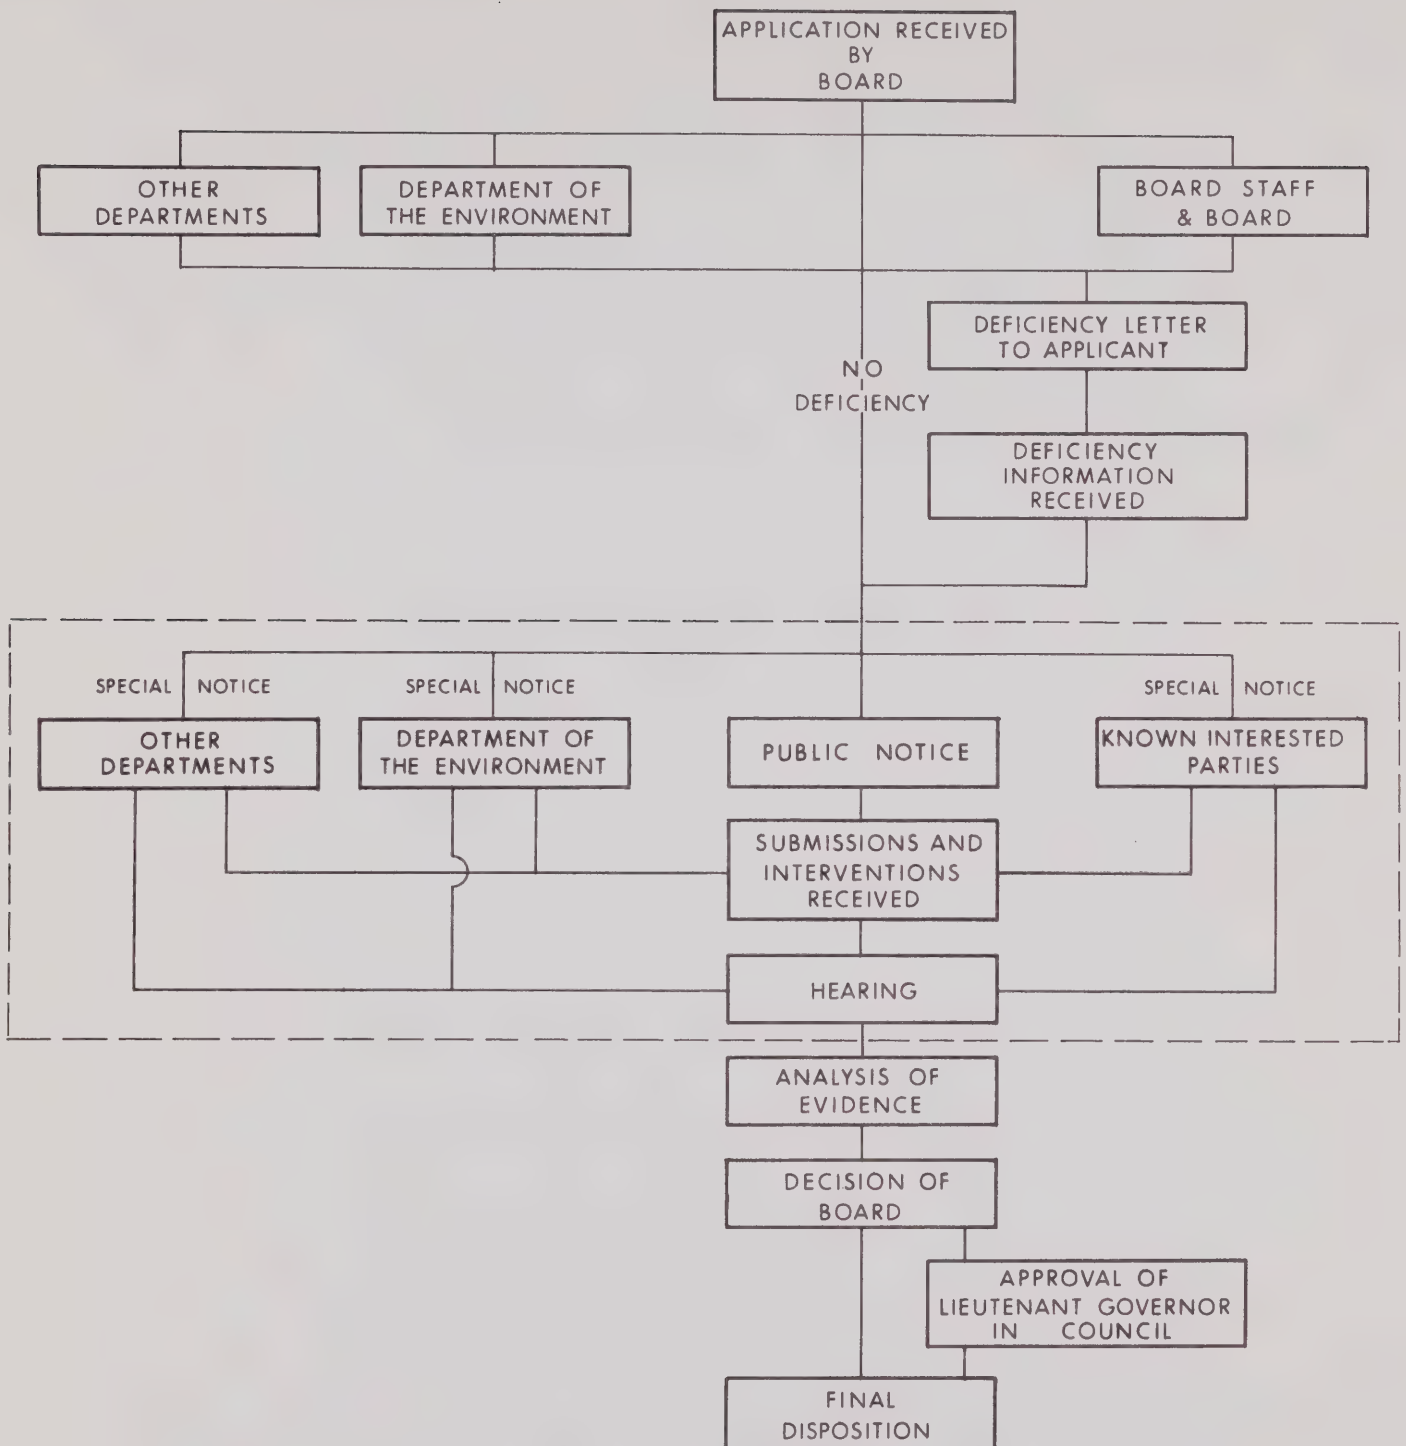 APPLICATION RECEIVED
BY
BOARD
OTHER
DEPARTMENTS
DEPARTMENT OF
THE ENVIRONMENT
BOARD STAFF
& BOARD
DEFICIENCY LETTER
TO APPLICANT
NO
DEFICIENCY
DEFICIENCY
INFORMATION
RECEIVED
SPECIAL NOTICE
SPECIAL NOTICE
SPECIAL NOTICE
OTHER
DEPARTMENTS
DEPARTMENT OF
THE ENVIRONMENT
PUBLIC NOTICE
KNOWN INTERESTED
PARTIES
SUBMISSIONS AND
INTERVENTIONS
RECEIVED
HEARING
ANALYSIS OF
EVIDENCE
DECISION OF
BOARD
APPROVAL OF
LIEUTENANT GOVERNOR
IN COUNCIL
FINAL
DISPOSITION